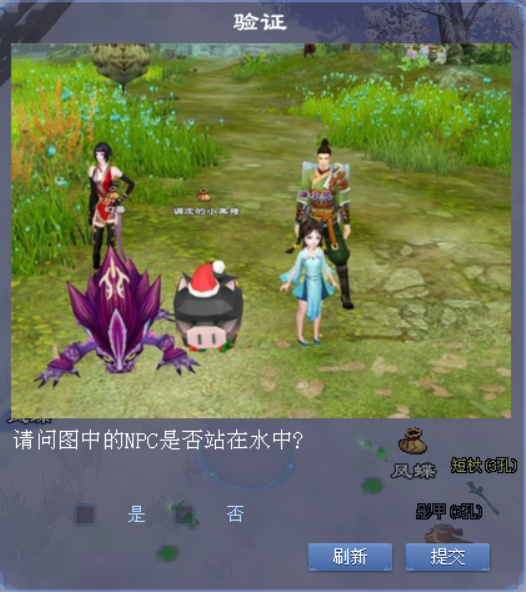 验证
调皮的小黑猪
请问图中的NPC是否站在水中?
凤蝶
短杖(3孔)
是
否
彤甲(3孔)
刷新
提交